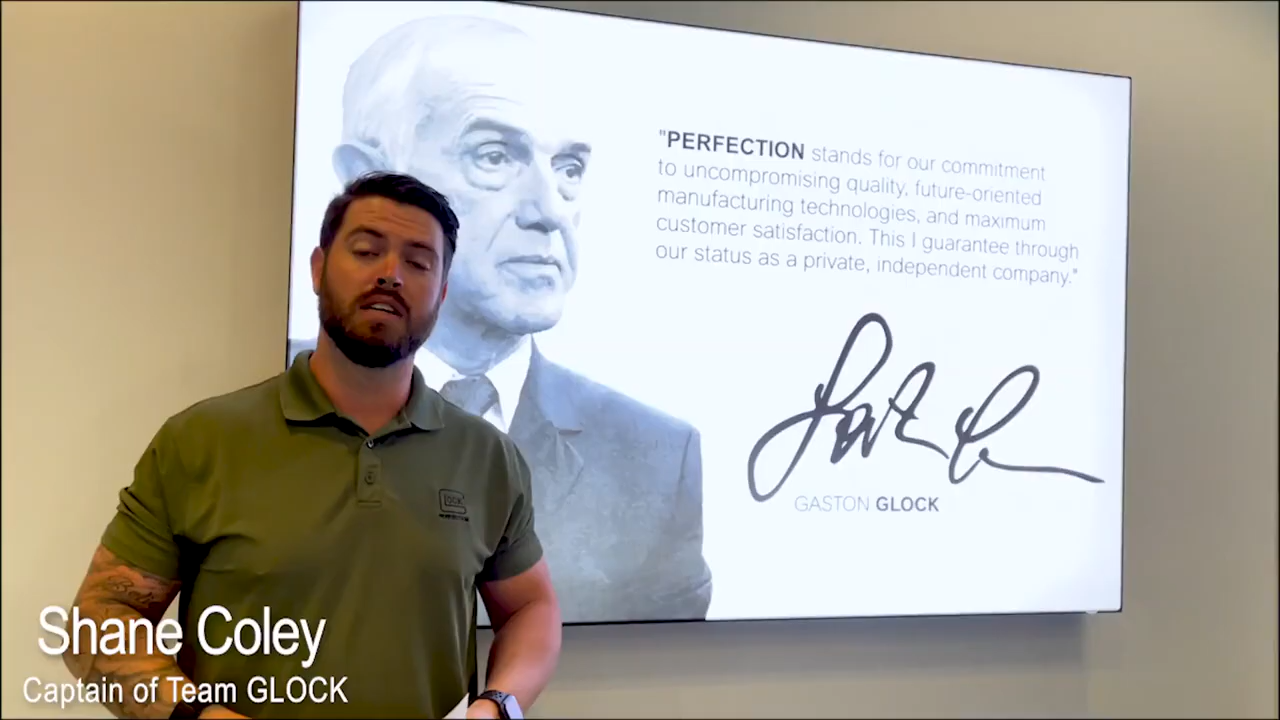 "PERFECTION stands for our commitment
to uncompromising quality, future-oriented
manufacturing technologies, and maximum
customer satisfaction. This I guarantee through
our status as a private, independent company."
GASTON GLOCK
GLOCK
Shane Coley
Captain of Team GLOCK